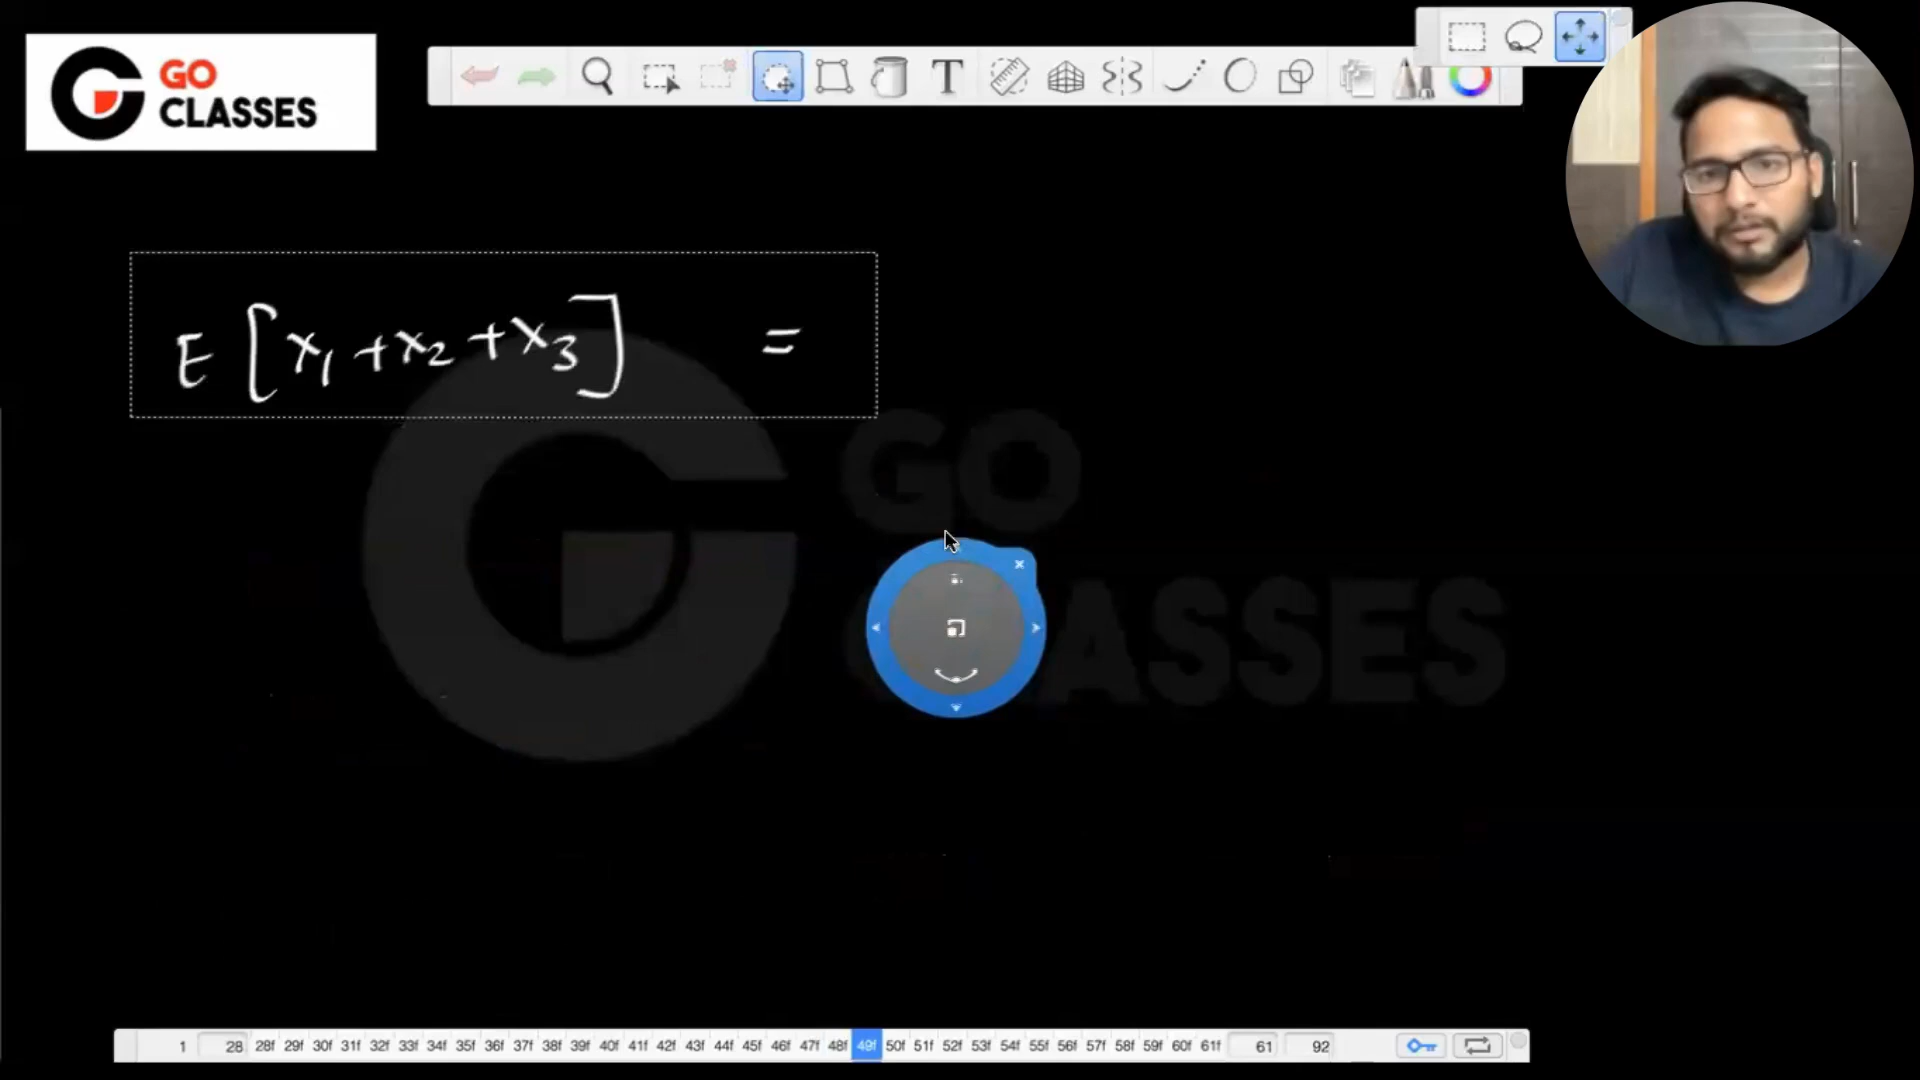 GO
CLASSES
T
E [x₁+x₂+x₃] =
GO
CLASSES
1 28 28f 29f 30f 31f 32f 33f 34f 35f 36f 37f 38f 39f 40f 41f 42f 43f 44f 45f 46f 47f 48f 49f 50f 51f 52f 53f 54f 55f 56f 57f 58f 59f 60f 61f 61 92